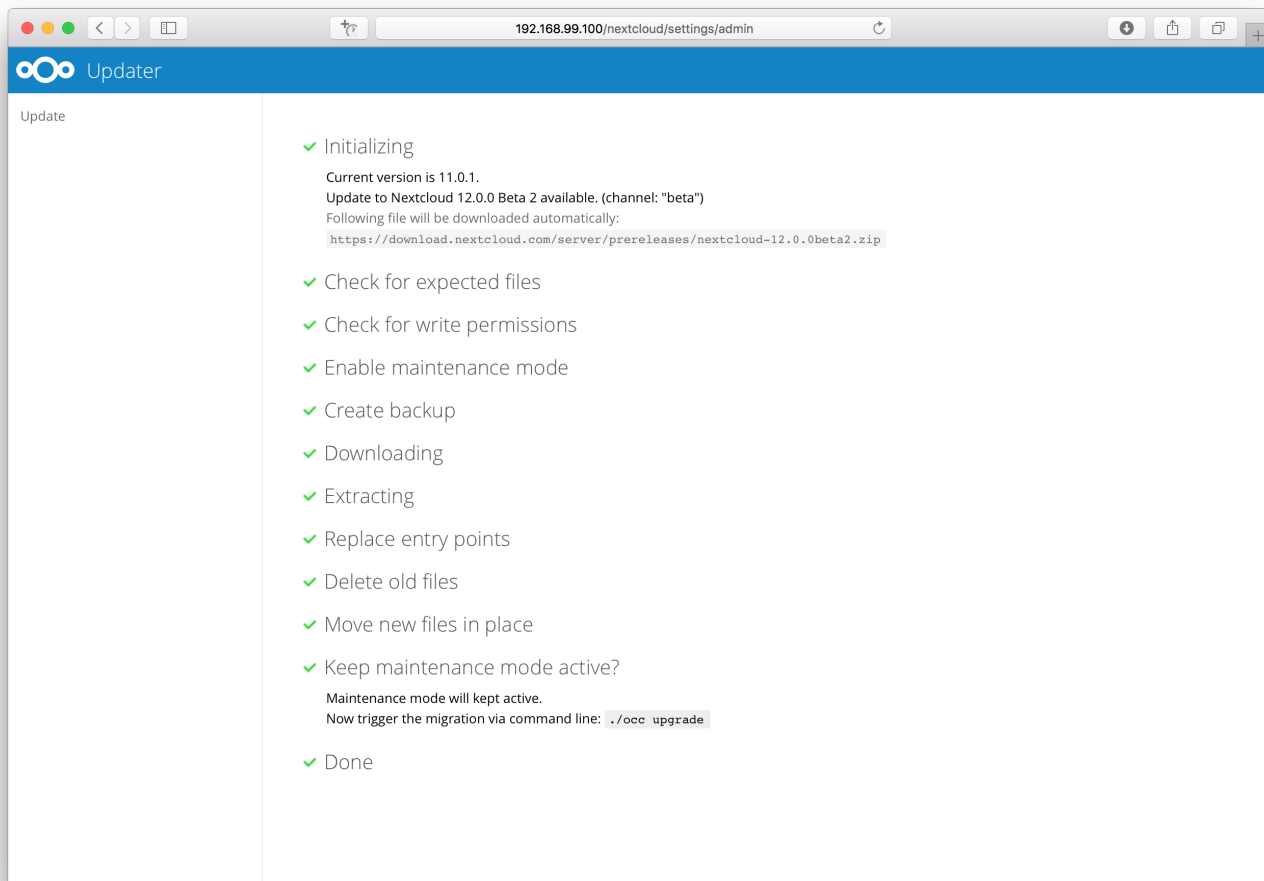 192.168.99.100/nextcloud/settings/admin
Updater
Update
Initializing
Current version is 11.0.1.
Update to Nextcloud 12.0.0 Beta 2 available. (channel: "beta")
Following file will be downloaded automatically:
https://download.nextcloud.com/server/prereleases/nextcloud-12.0.0beta2.zip
Check for expected files
Check for write permissions
Enable maintenance mode
Create backup
Downloading
Extracting
Replace entry points
Delete old files
Move new files in place
Keep maintenance mode active?
Maintenance mode will kept active.
Now trigger the migration via command line: ./occ upgrade
Done